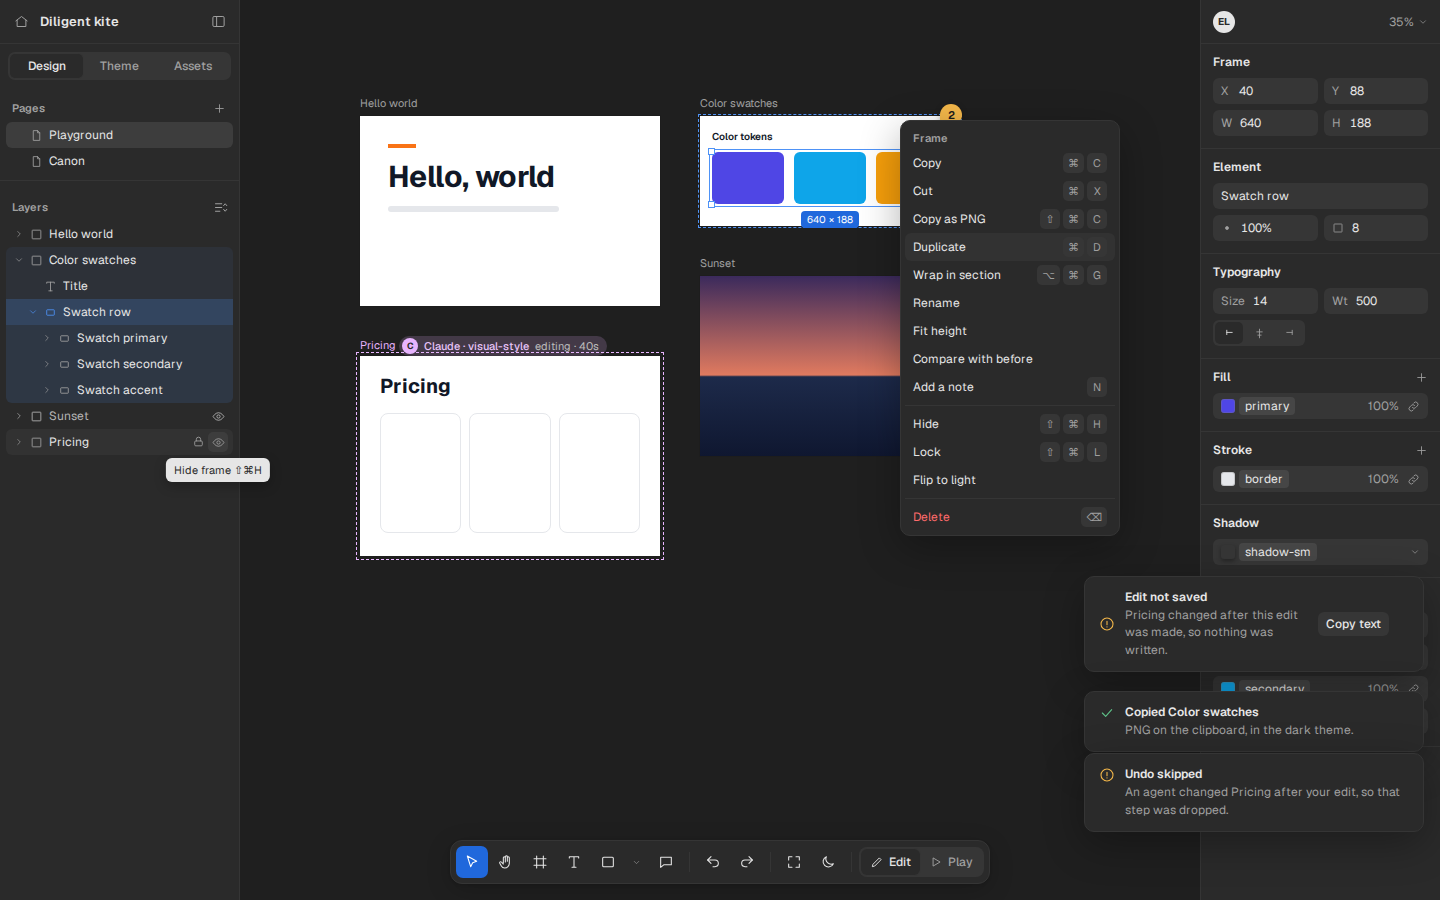 Diligent kite
Design
Theme
Assets
Pages
Playground
Canon
Layers
Hello world
Color swatches
Title
Swatch row
Swatch primary
Swatch secondary
Swatch accent
Sunset
Pricing
Hide frame ⇧⌘H
Hello world
Hello, world
Pricing
C Claude · visual-style editing · 40s
Pricing
Color swatches
2
Color tokens
640 × 188
Sunset
Frame
Copy ⌘ C
Cut ⌘ X
Copy as PNG ⇧ ⌘ C
Duplicate ⌘ D
Wrap in section ⌥ ⌘ G
Rename
Fit height
Compare with before
Add a note N
Hide ⇧ ⌘ H
Lock ⇧ ⌘ L
Flip to light
Delete ⌫
EL 35%
Frame
X 40 Y 88
W 640 H 188
Element
Swatch row
100% 8
Typography
Size 14 Wt 500
Fill
primary 100%
Stroke
border 100%
Shadow
shadow-sm
Edit not saved
Pricing changed after this edit
was made, so nothing was
written.
Copy text
secondary 100%
Copied Color swatches
PNG on the clipboard, in the dark theme.
Undo skipped
An agent changed Pricing after your edit, so that
step was dropped.
Edit
Play